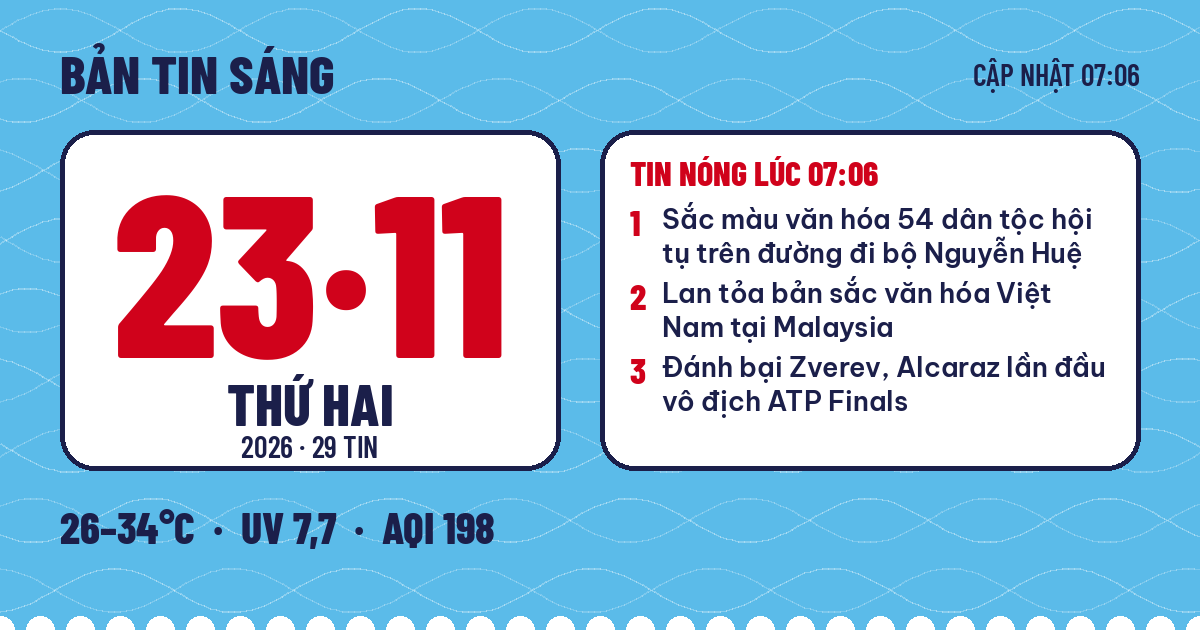 BẢN TIN SÁNG
CẬP NHẬT 07:06
23•11
THỨ HAI
2026 · 29 TIN
TIN NÓNG LÚC 07:06
1 Sắc màu văn hóa 54 dân tộc hội
tụ trên đường đi bộ Nguyễn Huệ
2 Lan tỏa bản sắc văn hóa Việt
Nam tại Malaysia
3 Đánh bại Zverev, Alcaraz lần đầu
vô địch ATP Finals
26–34°C · UV 7,7 · AQI 198